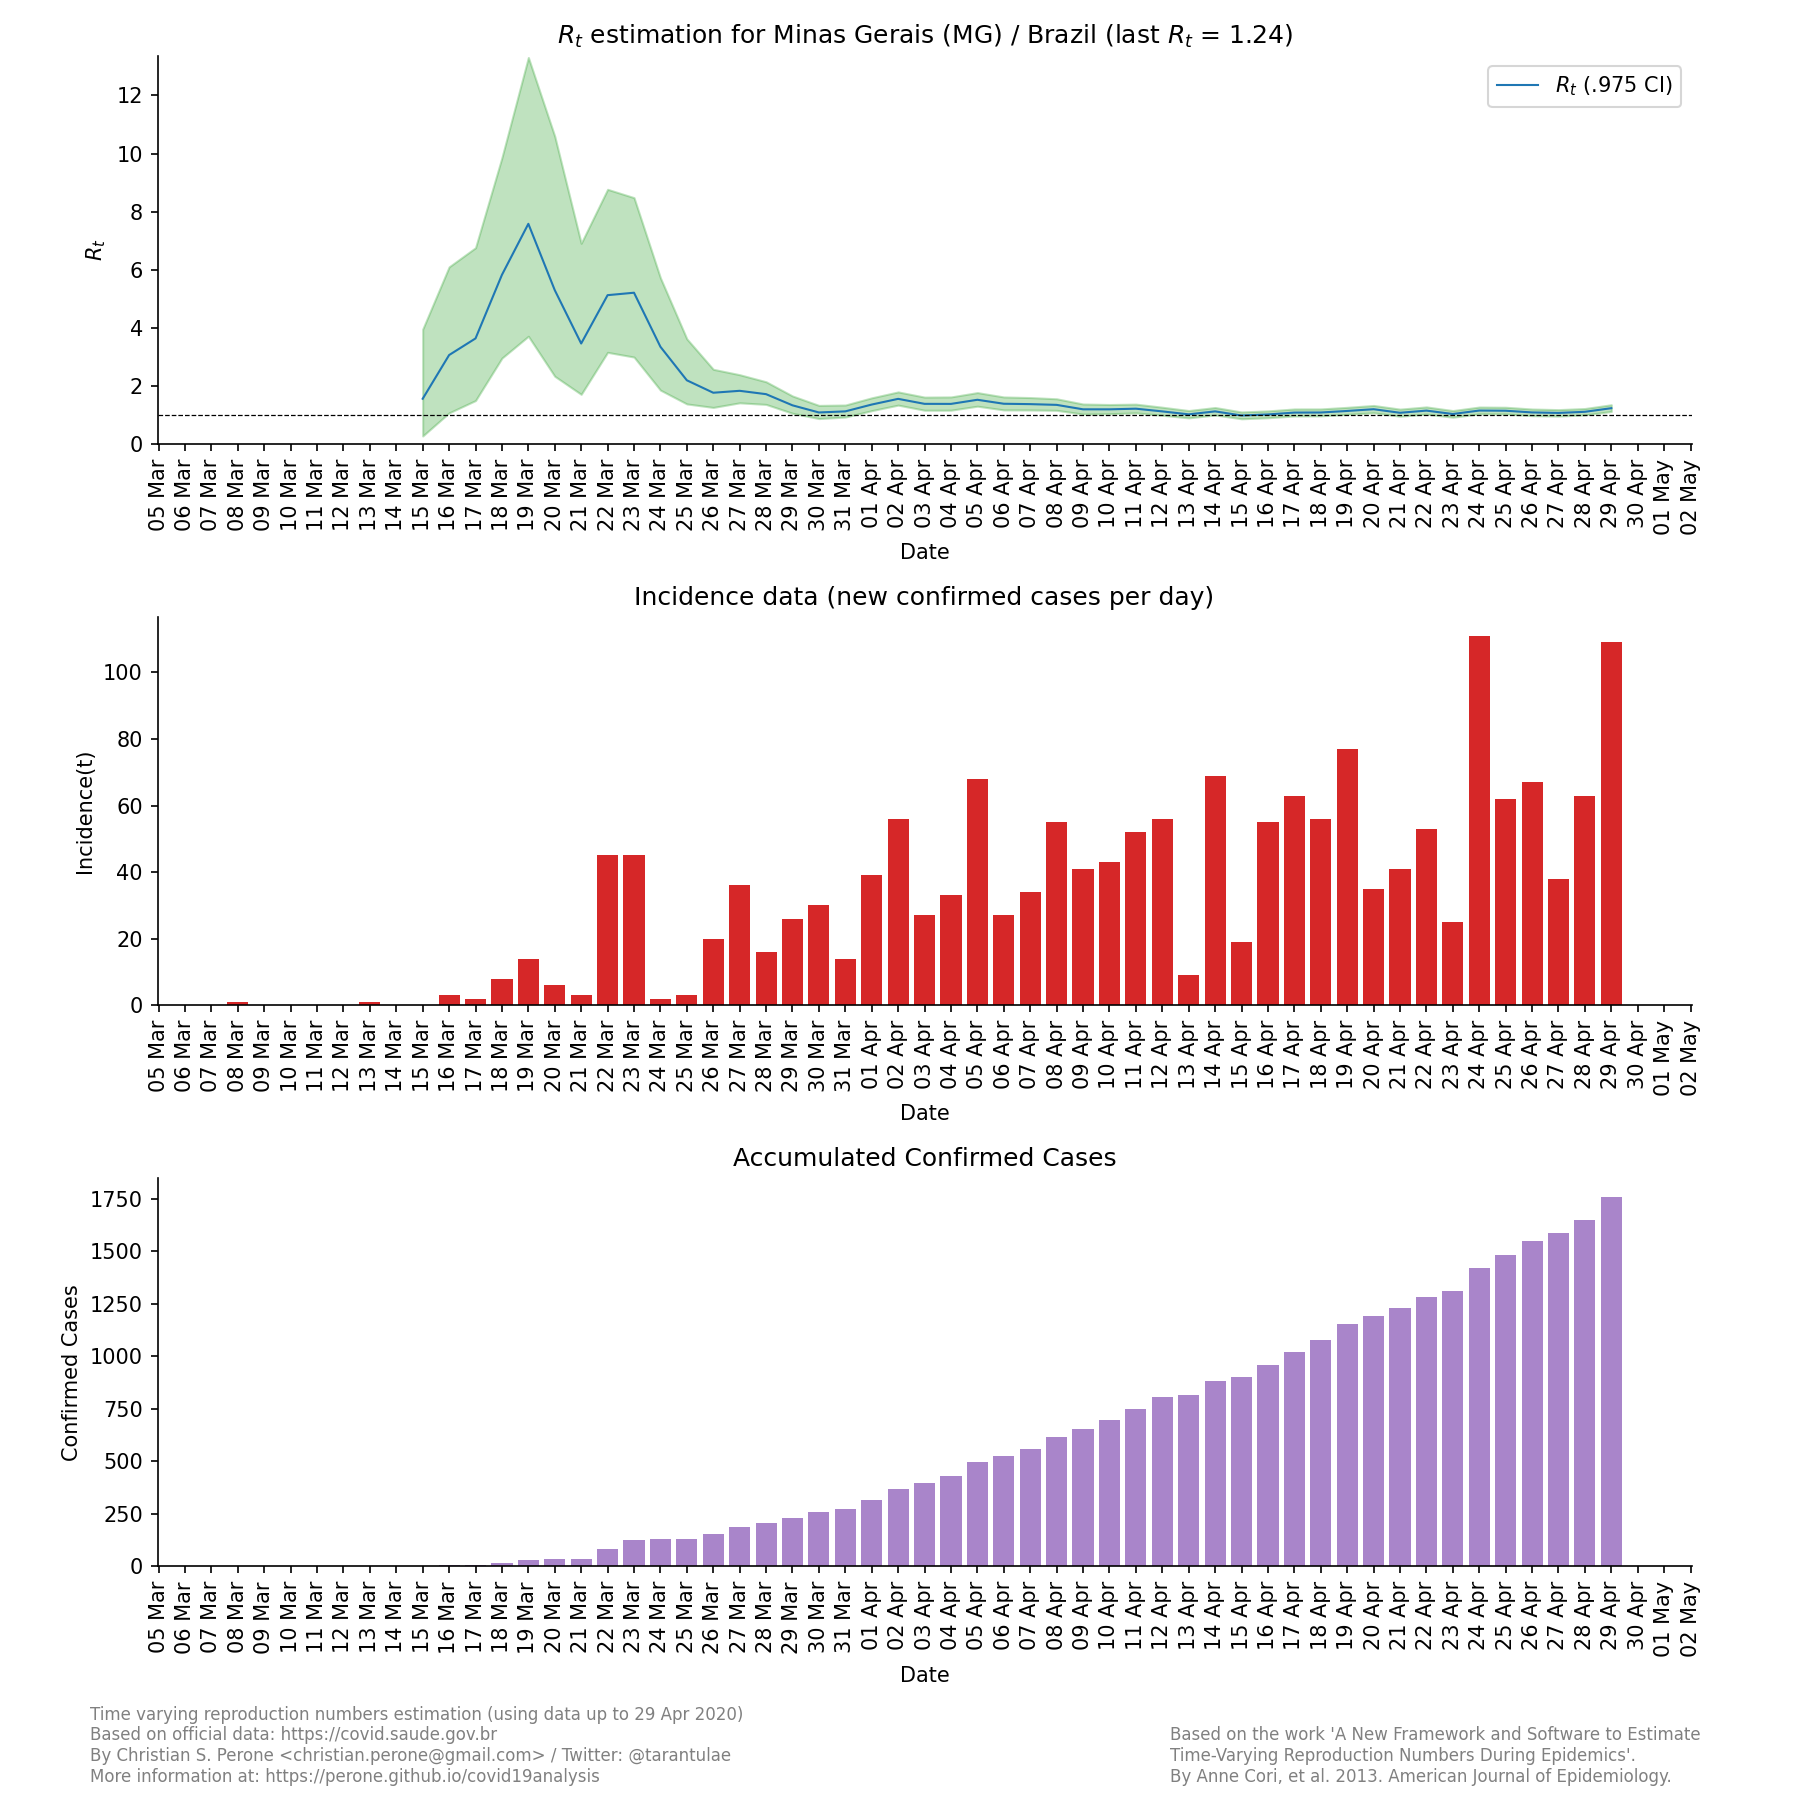 Rt estimation for Minas Gerais (MG) / Brazil (last Rt = 1.24)
Rt (.975 CI)
Rt
12
10
8
6
4
2
0
05 Mar 06 Mar 07 Mar 08 Mar 09 Mar 10 Mar 11 Mar 12 Mar 13 Mar 14 Mar 15 Mar 16 Mar 17 Mar 18 Mar 19 Mar 20 Mar 21 Mar 22 Mar 23 Mar 24 Mar 25 Mar 26 Mar 27 Mar 28 Mar 29 Mar 30 Mar 31 Mar 01 Apr 02 Apr 03 Apr 04 Apr 05 Apr 06 Apr 07 Apr 08 Apr 09 Apr 10 Apr 11 Apr 12 Apr 13 Apr 14 Apr 15 Apr 16 Apr 17 Apr 18 Apr 19 Apr 20 Apr 21 Apr 22 Apr 23 Apr 24 Apr 25 Apr 26 Apr 27 Apr 28 Apr 29 Apr 30 Apr 01 May 02 May
Date
Incidence data (new confirmed cases per day)
Incidence(t)
100
80
60
40
20
0
05 Mar 06 Mar 07 Mar 08 Mar 09 Mar 10 Mar 11 Mar 12 Mar 13 Mar 14 Mar 15 Mar 16 Mar 17 Mar 18 Mar 19 Mar 20 Mar 21 Mar 22 Mar 23 Mar 24 Mar 25 Mar 26 Mar 27 Mar 28 Mar 29 Mar 30 Mar 31 Mar 01 Apr 02 Apr 03 Apr 04 Apr 05 Apr 06 Apr 07 Apr 08 Apr 09 Apr 10 Apr 11 Apr 12 Apr 13 Apr 14 Apr 15 Apr 16 Apr 17 Apr 18 Apr 19 Apr 20 Apr 21 Apr 22 Apr 23 Apr 24 Apr 25 Apr 26 Apr 27 Apr 28 Apr 29 Apr 30 Apr 01 May 02 May
Date
Accumulated Confirmed Cases
Confirmed Cases
1750
1500
1250
1000
750
500
250
0
05 Mar 06 Mar 07 Mar 08 Mar 09 Mar 10 Mar 11 Mar 12 Mar 13 Mar 14 Mar 15 Mar 16 Mar 17 Mar 18 Mar 19 Mar 20 Mar 21 Mar 22 Mar 23 Mar 24 Mar 25 Mar 26 Mar 27 Mar 28 Mar 29 Mar 30 Mar 31 Mar 01 Apr 02 Apr 03 Apr 04 Apr 05 Apr 06 Apr 07 Apr 08 Apr 09 Apr 10 Apr 11 Apr 12 Apr 13 Apr 14 Apr 15 Apr 16 Apr 17 Apr 18 Apr 19 Apr 20 Apr 21 Apr 22 Apr 23 Apr 24 Apr 25 Apr 26 Apr 27 Apr 28 Apr 29 Apr 30 Apr 01 May 02 May
Date
Time varying reproduction numbers estimation (using data up to 29 Apr 2020)
Based on official data: https://covid.saude.gov.br
By Christian S. Perone <christian.perone@gmail.com> / Twitter: @tarantulae
More information at: https://perone.github.io/covid19analysis
Based on the work 'A New Framework and Software to Estimate
Time-Varying Reproduction Numbers During Epidemics'.
By Anne Cori, et al. 2013. American Journal of Epidemiology.